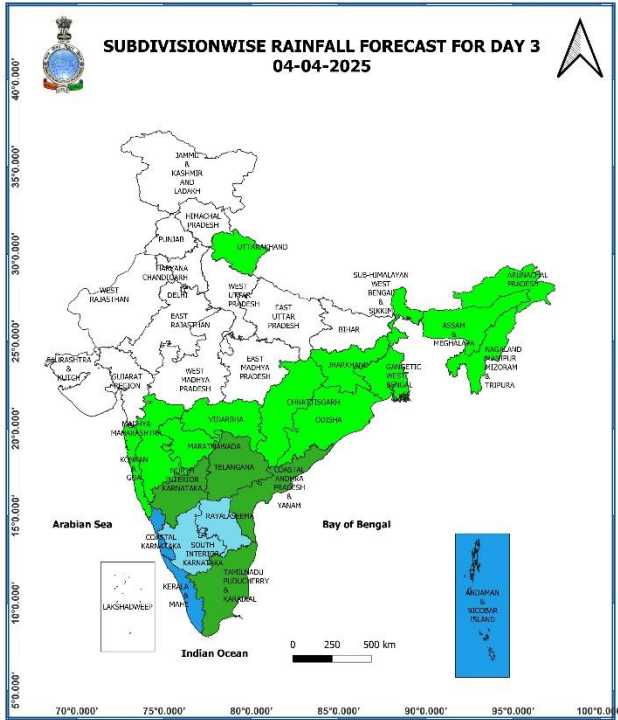 SUBDIVISIONWISE RAINFALL FORECAST FOR DAY 3
04-04-2025
40°0.000'
35°0.000'
30°0.000'
25°0.000'
20°0.000'
15°0.000'
10°0.000'
5°0.000'
JAMMU
&
KASHMIR
AND
LADAKH
HIMACHAL
PRADESH
PUNJAB
UTTARAKHAND
HARYANA
CHANDIGARH
&
DELHI
WEST
RAJASTHAN
WEST
UTTAR
PRADESH
EAST
RAJASTHAN
EAST
UTTAR
PRADESH
SUB-HIMALAYAN
WEST
BENGAL
&
SIKKIM
ARUNACHAL
PRADESH
BIHAR
ASSAM
&
MEGHALAYA
NAGALAND
MANIPUR
MIZORAM
&
TRIPURA
SAURASHTRA
&
KUTCH
GUJARAT
REGION
WEST
MADHYA
PRADESH
EAST
MADHYA
PRADESH
JHARKHAND
GANGETIC
WEST
BENGAL
CHHATTISGARH
ODISHA
VIDARBHA
MADHYA
MAHARASHTRA
MARATHWADA
KONKAN
&
GOA
NORTH
INTERIOR
KARNATAKA
TELANGANA
COASTAL
ANDHRA
PRADESH
&
YANAM
RAYALASEEMA
Arabian Sea
Bay of Bengal
COASTAL
KARNATAKA
SOUTH
INTERIOR
KARNATAKA
LAKSHADWEEP
KERALA
&
MAHE
TAMILNADU
PUDUCHERRY
&
KARAIKAL
ANDAMAN
&
NICOBAR
ISLAND
Indian Ocean
0 250 500 km
70°0.000' 75°0.000' 80°0.000' 85°0.000' 90°0.000' 95°0.000' 100°0.000'